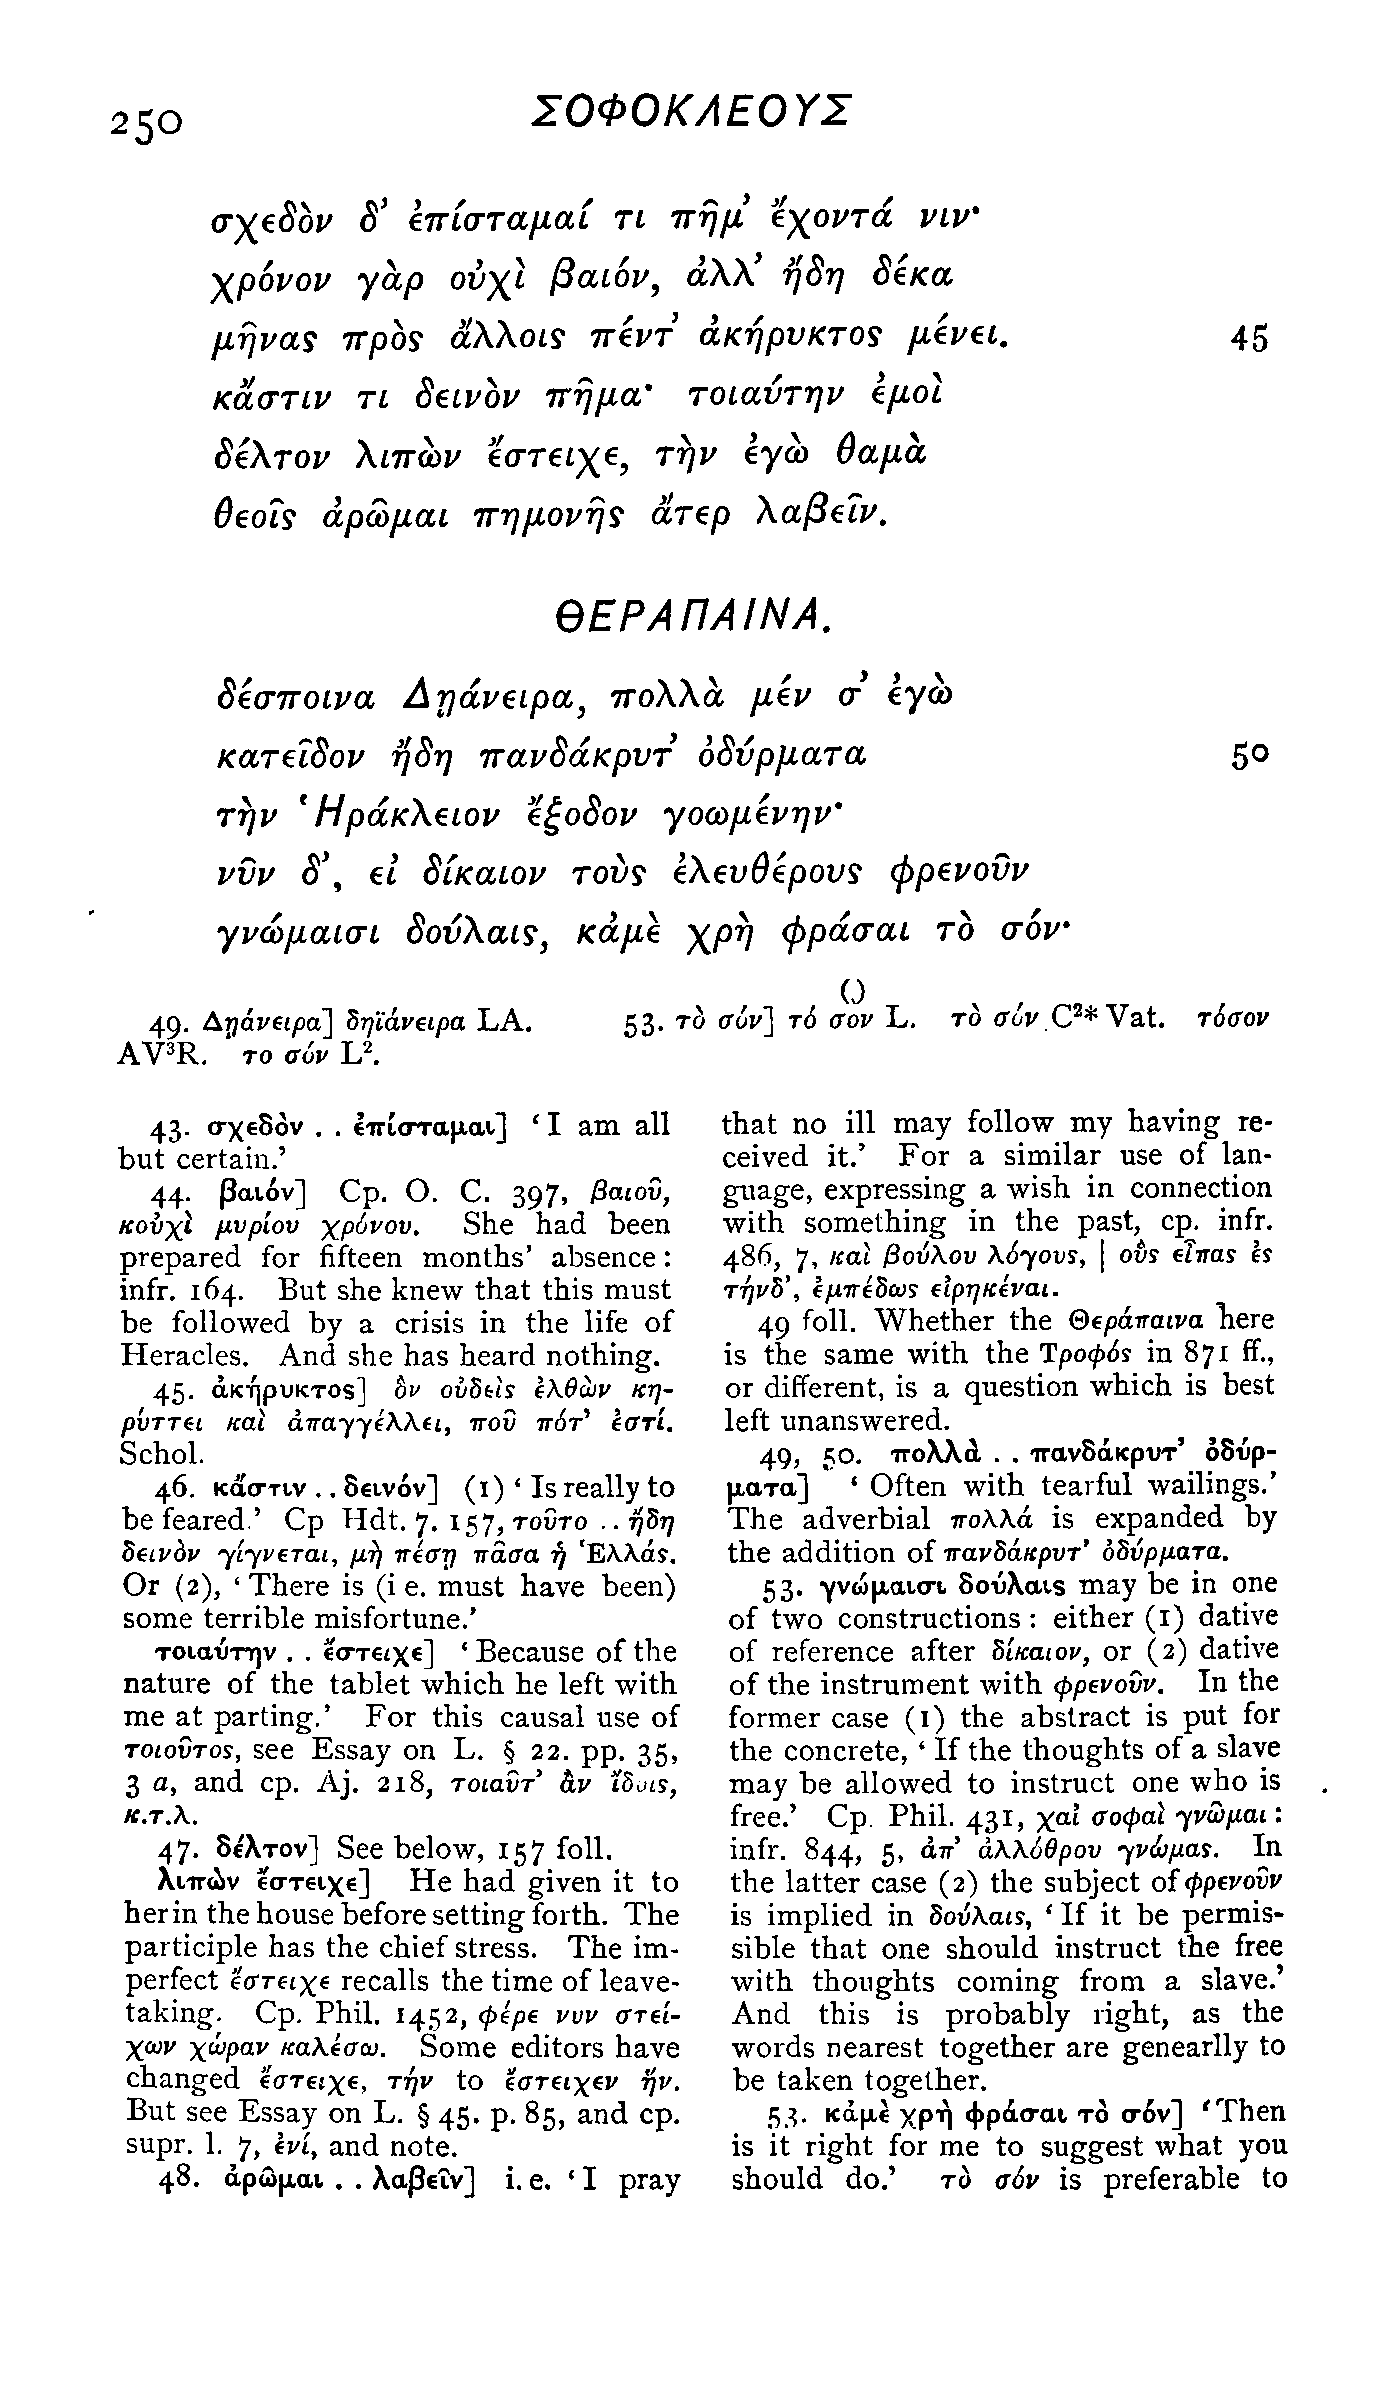 250
ΣΟΦΟΚΛΕΟΥΣ
σχεδὸν δ’ ἐπίσταμαί τι πῆμ’ ἔχοντά νιν·
χρόνον γὰρ οὐχὶ βαιόν, ἀλλ’ ἤδη δέκα
μῆνας πρὸς ἄλλοις πέντ’ ἀκήρυκτος μένει. 45
κἄστιν τι δεινὸν πῆμα· τοιαύτην ἐμοὶ
δέλτον λιπὼν ἔστειχε, τὴν ἐγὼ θαμὰ
θεοῖς ἀρῶμαι πημονῆς ἄτερ λαβεῖν.
ΘΕΡΑΠΑΙΝΑ.
δέσποινα Δῃάνειρα, πολλὰ μέν σ’ ἐγὼ
κατεῖδον ἤδη πανδάκρυτ’ ὀδύρματα 50
τὴν Ἡράκλειον ἔξοδον γοωμένην·
νῦν δ’, εἰ δίκαιον τοὺς ἐλευθέρους φρενοῦν
γνώμαισι δούλαις, κἀμὲ χρὴ φράσαι τὸ σόν·
49. Δῃάνειρα] δηϊάνειρα LA. 53. τὸ σόν] τό σον L. τὸ σόν C²* Vat. τόσον
AV³R. το σόν L².
43. σχεδὸν . . ἐπίσταμαι] ‘I am all
but certain.’
44. βαιόν] Cp. O. C. 397, βαιοῦ,
κοὐχὶ μυρίου χρόνου. She had been
prepared for fifteen months’ absence:
infr. 164. But she knew that this must
be followed by a crisis in the life of
Heracles. And she has heard nothing.
45. ἀκήρυκτος] ὃν οὐδεὶς ἐλθὼν κη-
ρύττει καὶ ἀπαγγέλλει, ποῦ πότ’ ἐστί.
Schol.
46. κἄστιν . . δεινόν] (1) ‘Is really to
be feared.’ Cp Hdt. 7. 157, τοῦτο . . ἤδη
δεινὸν γίγνεται, μὴ πέσῃ πᾶσα ἡ Ἑλλάς.
Or (2), ‘There is (i e. must have been)
some terrible misfortune.’
τοιαύτην . . ἔστειχε] ‘Because of the
nature of the tablet which he left with
me at parting.’ For this causal use of
τοιοῦτος, see Essay on L. § 22. pp. 35,
3 a, and cp. Aj. 218, τοιαῦτ’ ἂν ἴδοις,
κ.τ.λ.
47. δέλτον] See below, 157 foll.
λιπὼν ἔστειχε] He had given it to
her in the house before setting forth. The
participle has the chief stress. The im-
perfect ἔστειχε recalls the time of leave-
taking. Cp. Phil. 1452, φέρε νυν στεί-
χων χώραν καλέσω. Some editors have
changed ἔστειχε, τήν to ἔστειχεν ἥν.
But see Essay on L. § 45. p. 85, and cp.
supr. l. 7, ἐνί, and note.
48. ἀρῶμαι . . λαβεῖν] i. e. ‘I pray
that no ill may follow my having re-
ceived it.’ For a similar use of lan-
guage, expressing a wish in connection
with something in the past, cp. infr.
486, 7, καὶ βούλου λόγους, | οὓς εἶπας ἐς
τήνδ’, ἐμπέδως εἰρηκέναι.
49 foll. Whether the Θεράπαινα here
is the same with the Τροφός in 871 ff.,
or different, is a question which is best
left unanswered.
49, 50. πολλὰ . . πανδάκρυτ’ ὀδύρ-
ματα] ‘Often with tearful wailings.’
The adverbial πολλά is expanded by
the addition of πανδάκρυτ’ ὀδύρματα.
53. γνώμαισι δούλαις may be in one
of two constructions: either (1) dative
of reference after δίκαιον, or (2) dative
of the instrument with φρενοῦν. In the
former case (1) the abstract is put for
the concrete, ‘If the thoughts of a slave
may be allowed to instruct one who is
free.’ Cp. Phil. 431, χαἰ σοφαὶ γνῶμαι:
infr. 844, 5, ἀπ’ ἀλλόθρου γνώμας. In
the latter case (2) the subject of φρενοῦν
is implied in δούλαις, ‘If it be permis-
sible that one should instruct the free
with thoughts coming from a slave.’
And this is probably right, as the
words nearest together are genearlly to
be taken together.
53. κἀμὲ χρὴ φράσαι τὸ σόν] ‘Then
is it right for me to suggest what you
should do.’ τὸ σόν is preferable to